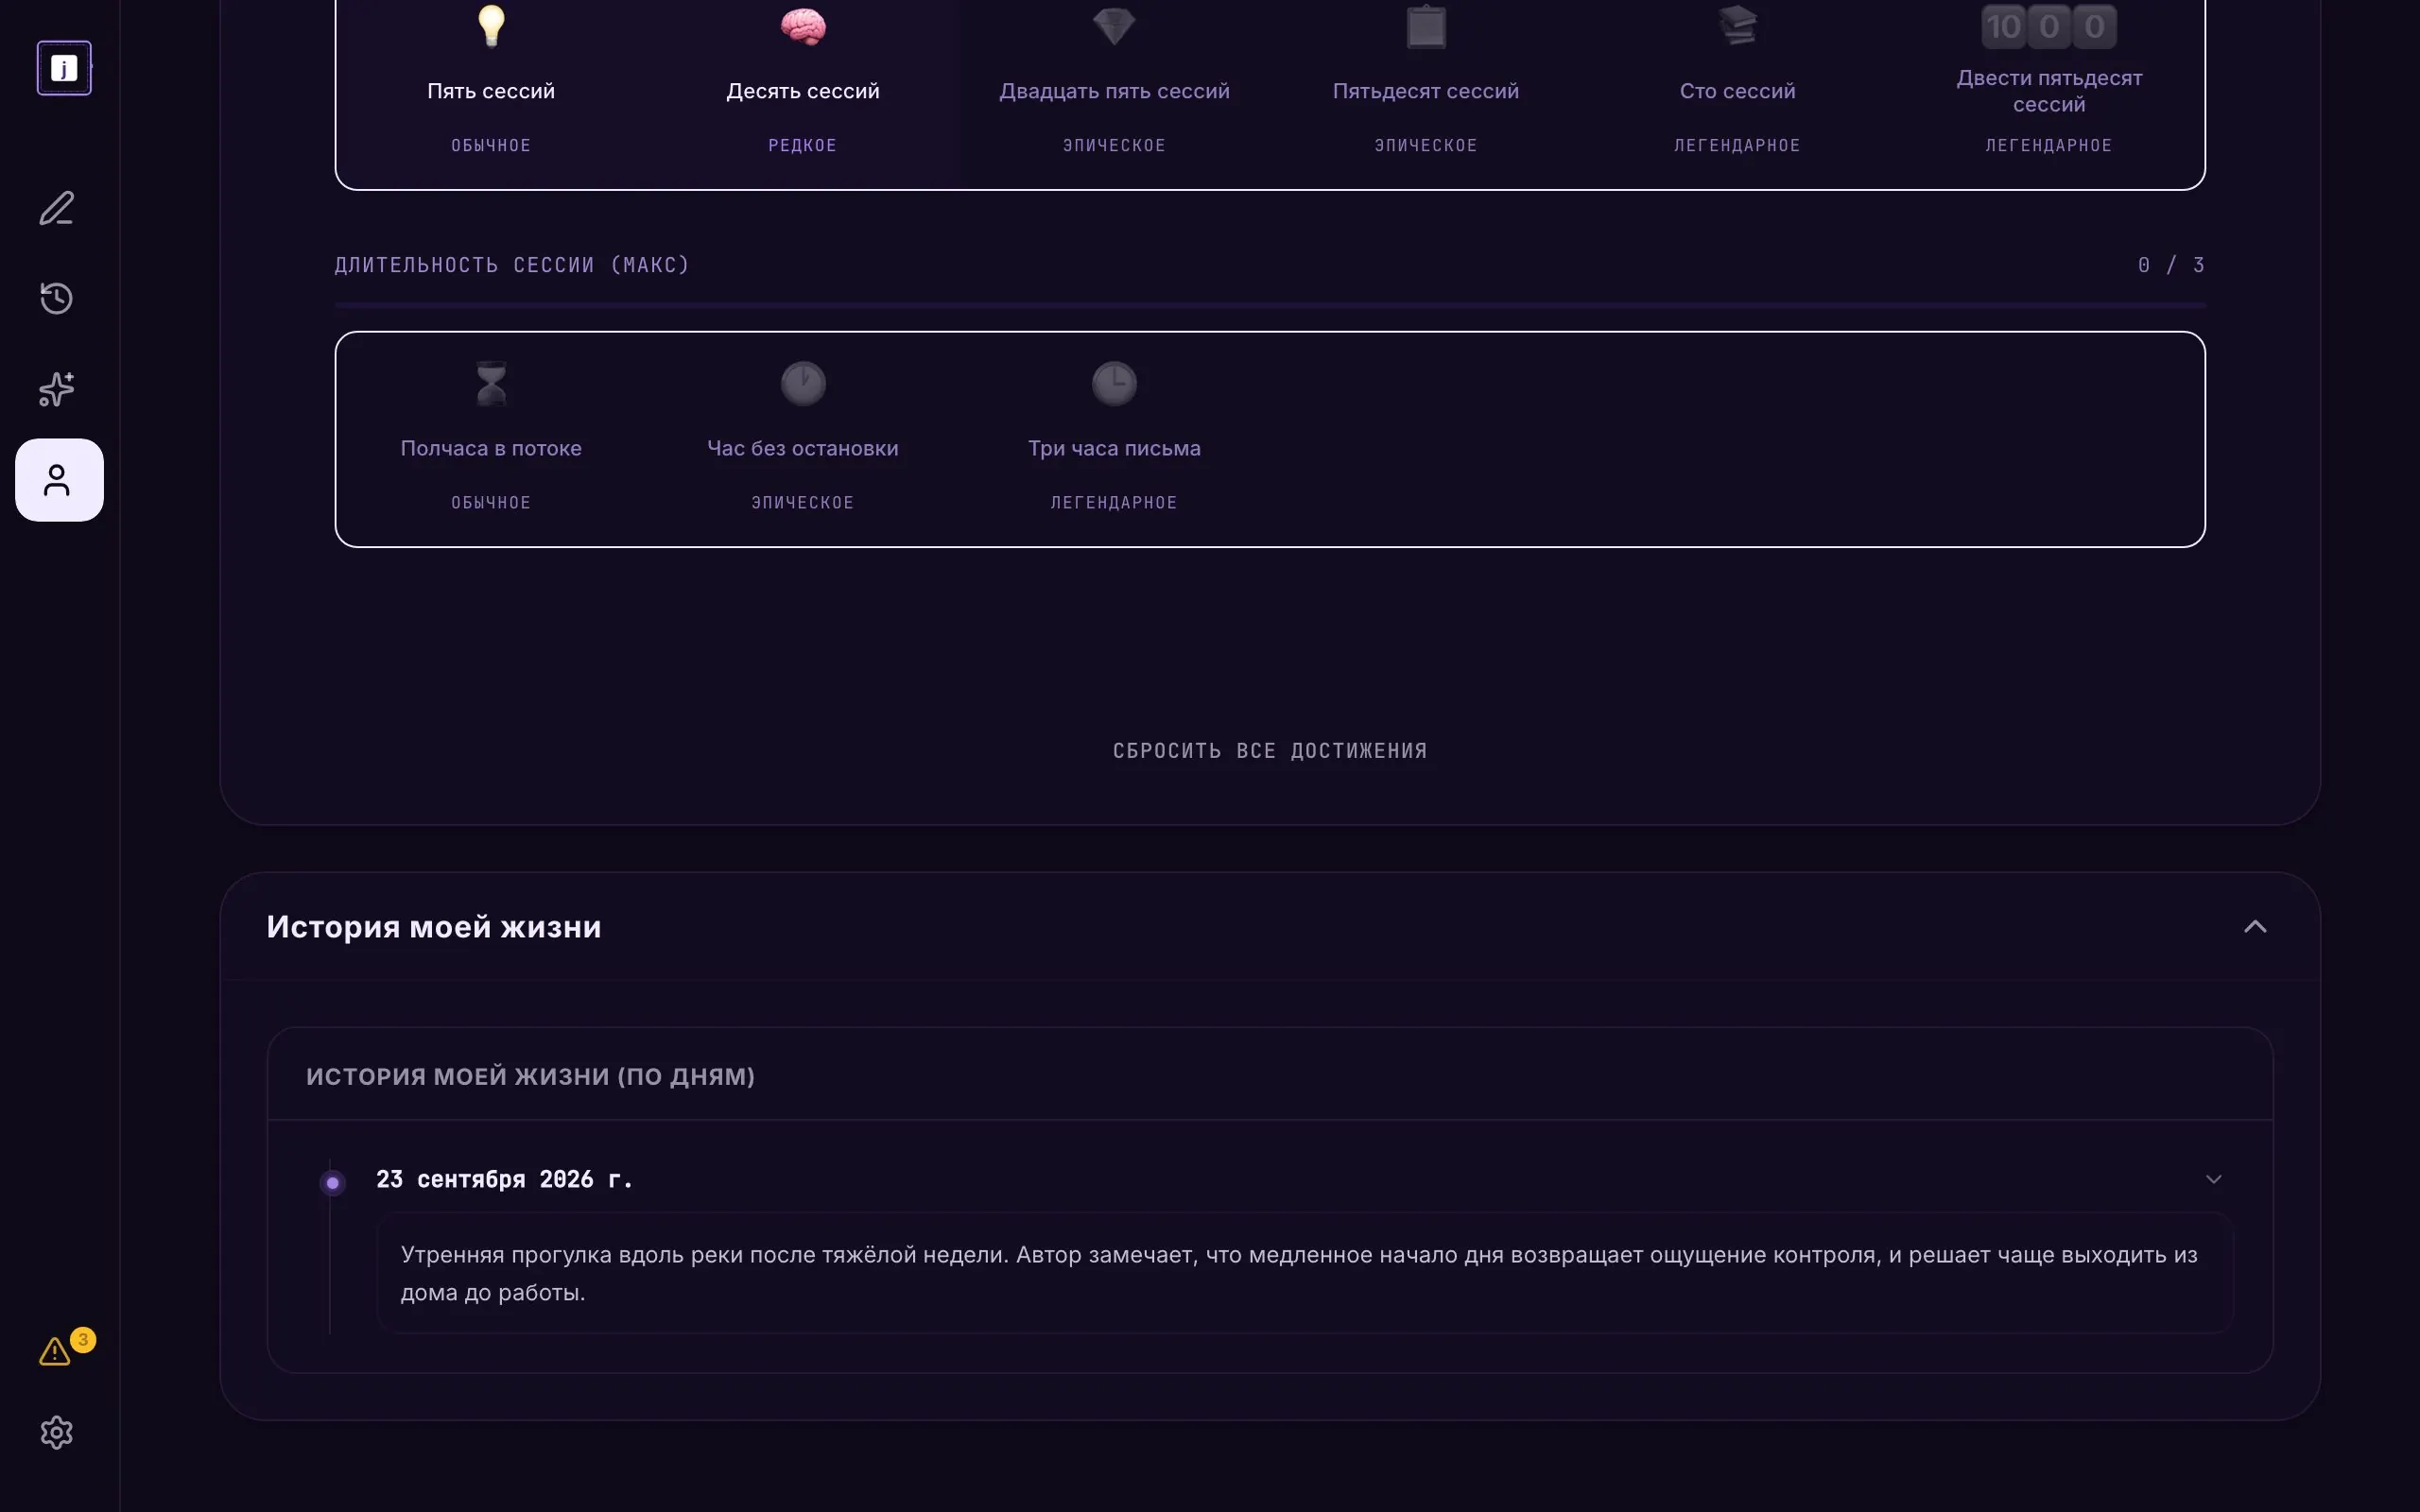 j
Пять сессий
ОБЫЧНОЕ
Десять сессий
РЕДКОЕ
Двадцать пять сессий
ЭПИЧЕСКОЕ
Пятьдесят сессий
ЭПИЧЕСКОЕ
Сто сессий
ЛЕГЕНДАРНОЕ
10 0 0
Двести пятьдесят
сессий
ЛЕГЕНДАРНОЕ
ДЛИТЕЛЬНОСТЬ СЕССИИ (МАКС)
0 / 3
Полчаса в потоке
ОБЫЧНОЕ
Час без остановки
ЭПИЧЕСКОЕ
Три часа письма
ЛЕГЕНДАРНОЕ
СБРОСИТЬ ВСЕ ДОСТИЖЕНИЯ
История моей жизни
ИСТОРИЯ МОЕЙ ЖИЗНИ (ПО ДНЯМ)
23 сентября 2026 г.
Утренняя прогулка вдоль реки после тяжёлой недели. Автор замечает, что медленное начало дня возвращает ощущение контроля, и решает чаще выходить из
дома до работы.
3